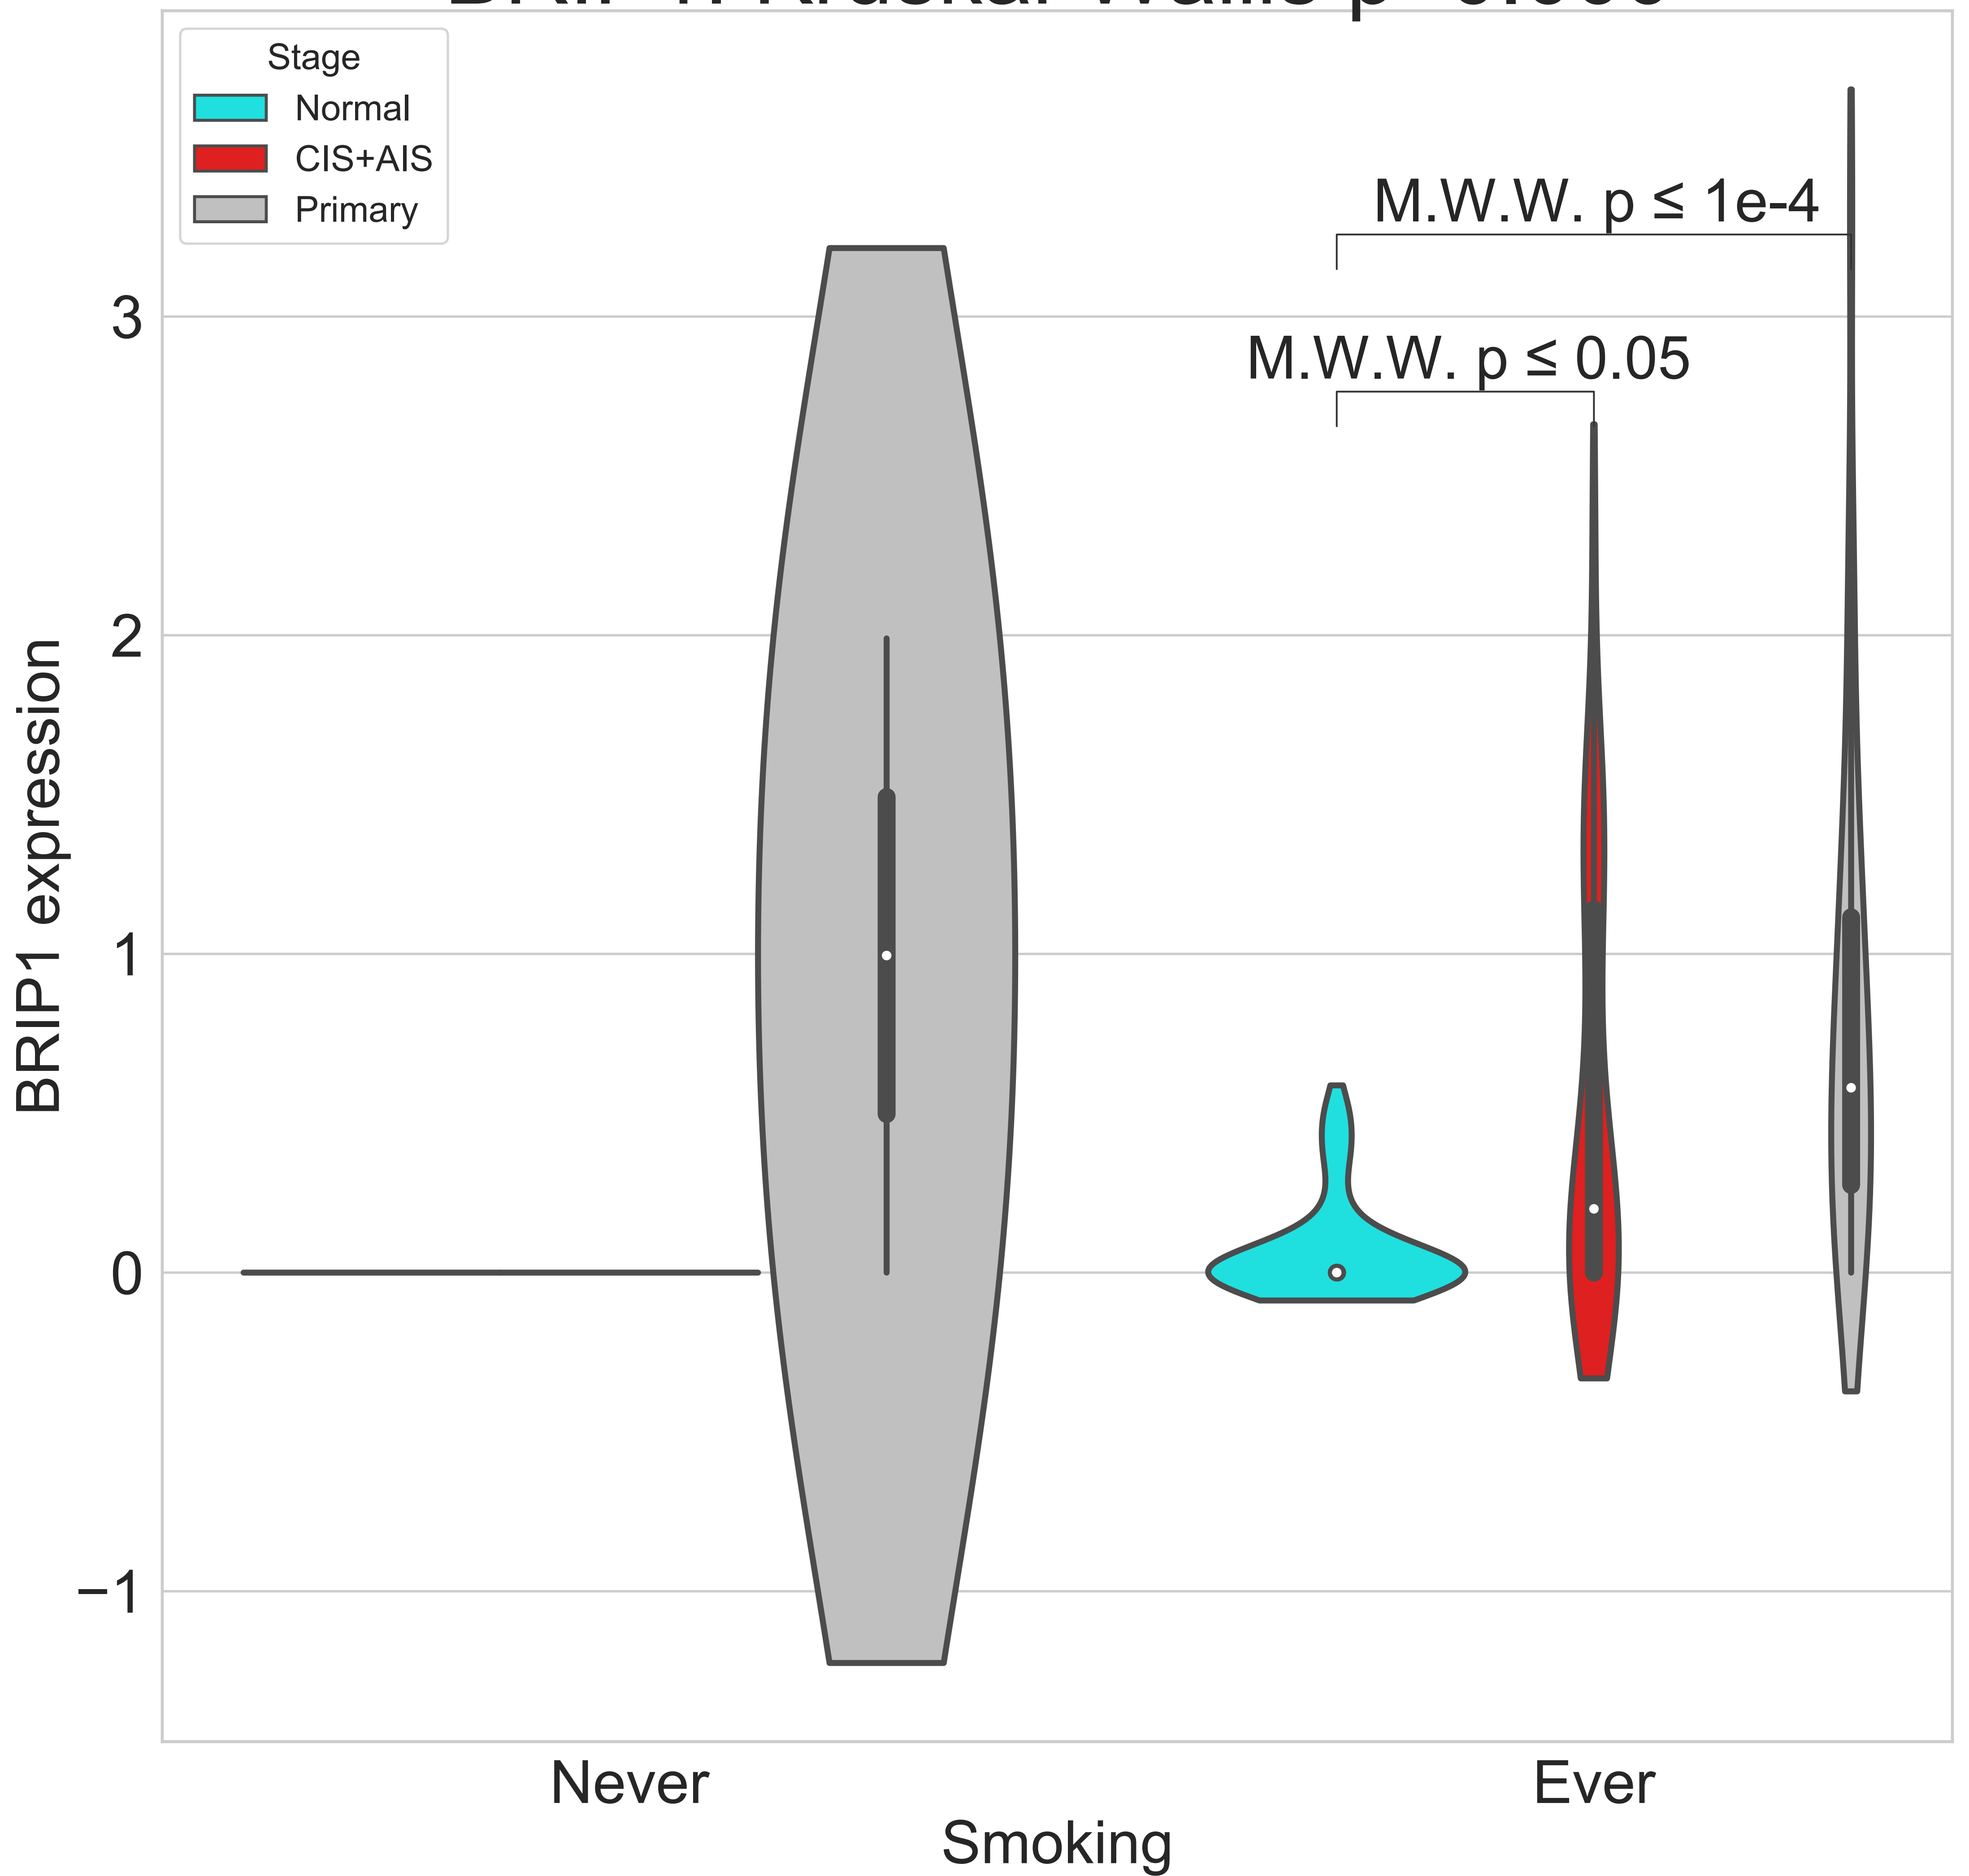 Stage
Normal
CIS+AIS
Primary
M.W.W. p ≤ 1e-4
M.W.W. p ≤ 0.05
3
2
1
0
−1
BRIP1 expression
Never
Ever
Smoking